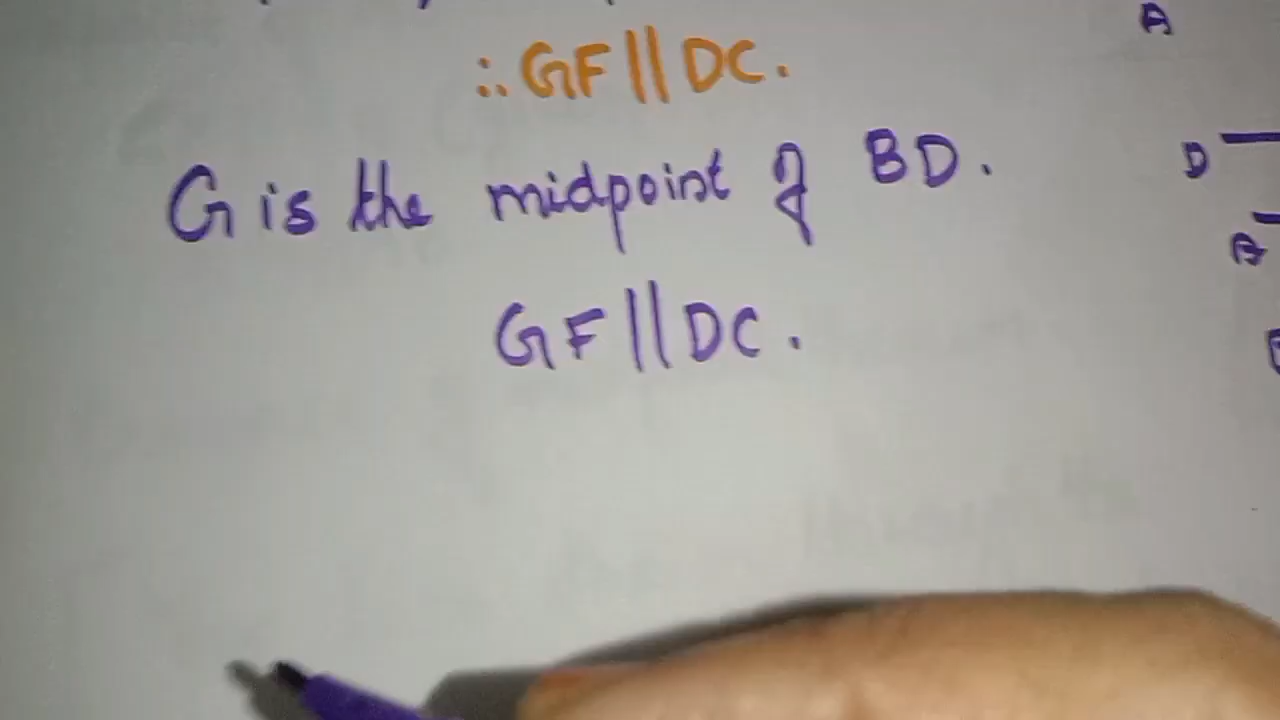 ∴ GF || DC.
G is the midpoint of BD.
GF || DC.
A
D